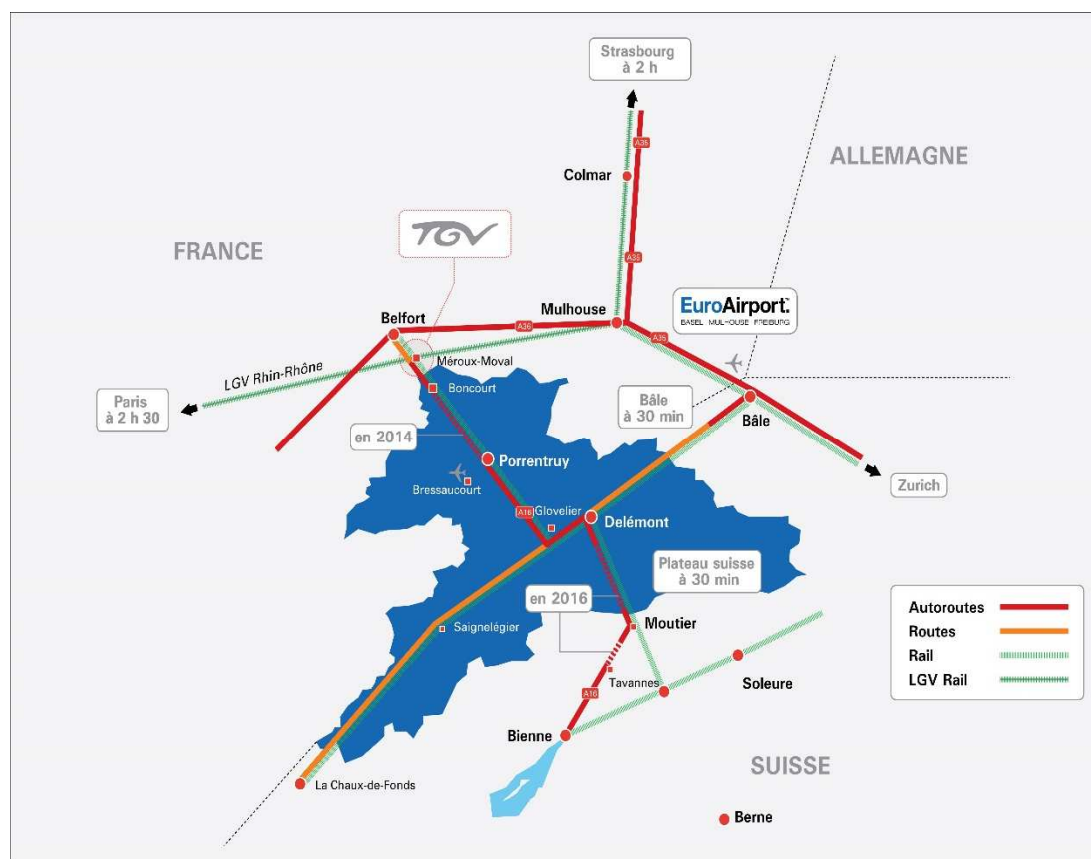 Strasbourg
à 2 h
A35
ALLEMAGNE
Colmar
TGV
FRANCE
A35
EuroAirport.
BASEL MULHOUSE FREIBURG
Mulhouse
Belfort
A36
A35
Méroux-Moval
LGV Rhin-Rhône
Boncourt
Paris
à 2 h 30
Bâle
à 30 min
Bâle
en 2014
Porrentruy
Zurich
Bressaucourt
A16
Glovelier
Delémont
Plateau suisse
à 30 min
en 2016
Autoroutes
Routes
Rail
LGV Rail
Saignelégier
Moutier
Tavannes
Soleure
A16
Bienne
SUISSE
La Chaux-de-Fonds
Berne